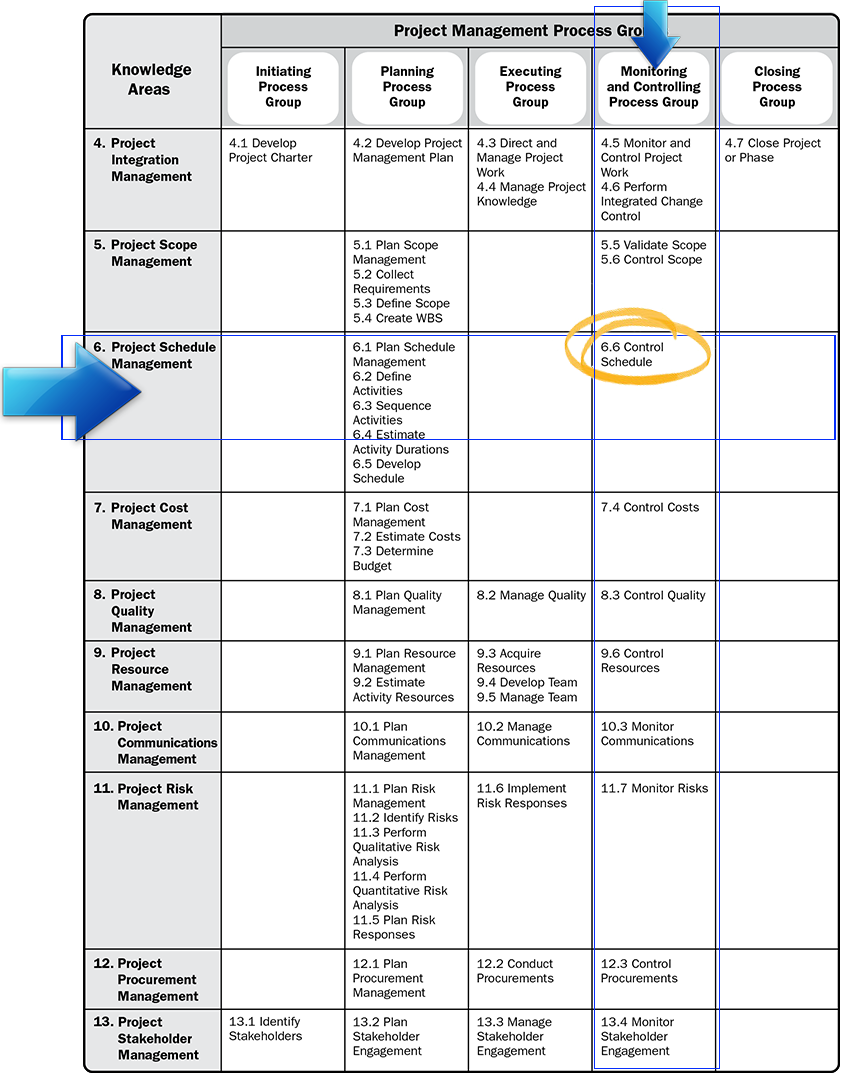 Project Management Process Gro
Knowledge
Areas
Initiating
Process
Group
Planning
Process
Group
Executing
Process
Group
Monitoring
and Controlling
Process Group
Closing
Process
Group
4. Project
Integration
Management
4.1 Develop
Project Charter
4.2 Develop Project
Management Plan
4.3 Direct and
Manage Project
Work
4.4 Manage Project
Knowledge
4.5 Monitor and
Control Project
Work
4.6 Perform
Integrated Change
Control
4.7 Close Project
or Phase
5. Project Scope
Management
5.1 Plan Scope
Management
5.2 Collect
Requirements
5.3 Define Scope
5.4 Create WBS
5.5 Validate Scope
5.6 Control Scope
6. Project Schedule
Management
6.1 Plan Schedule
Management
6.2 Define
Activities
6.3 Sequence
Activities
6.4 Estimate
Activity Durations
6.5 Develop
Schedule
6.6 Control
Schedule
7. Project Cost
Management
7.1 Plan Cost
Management
7.2 Estimate Costs
7.3 Determine
Budget
7.4 Control Costs
8. Project
Quality
Management
8.1 Plan Quality
Management
8.2 Manage Quality
8.3 Control Quality
9. Project
Resource
Management
9.1 Plan Resource
Management
9.2 Estimate
Activity Resources
9.3 Acquire
Resources
9.4 Develop Team
9.5 Manage Team
9.6 Control
Resources
10. Project
Communications
Management
10.1 Plan
Communications
Management
10.2 Manage
Communications
10.3 Monitor
Communications
11. Project Risk
Management
11.1 Plan Risk
Management
11.2 Identify Risks
11.3 Perform
Qualitative Risk
Analysis
11.4 Perform
Quantitative Risk
Analysis
11.5 Plan Risk
Responses
11.6 Implement
Risk Responses
11.7 Monitor Risks
12. Project
Procurement
Management
12.1 Plan
Procurement
Management
12.2 Conduct
Procurements
12.3 Control
Procurements
13. Project
Stakeholder
Management
13.1 Identify
Stakeholders
13.2 Plan
Stakeholder
Engagement
13.3 Manage
Stakeholder
Engagement
13.4 Monitor
Stakeholder
Engagement